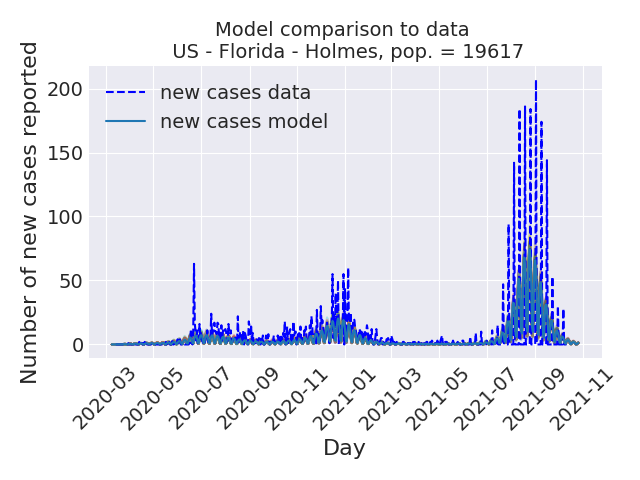 Model comparison to data
US - Florida - Holmes, pop. = 19617
Number of new cases reported
200
150
100
50
0
new cases data
new cases model
2020-03
2020-05
2020-07
2020-09
2020-11
2021-01
2021-03
2021-05
2021-07
2021-09
2021-11
Day